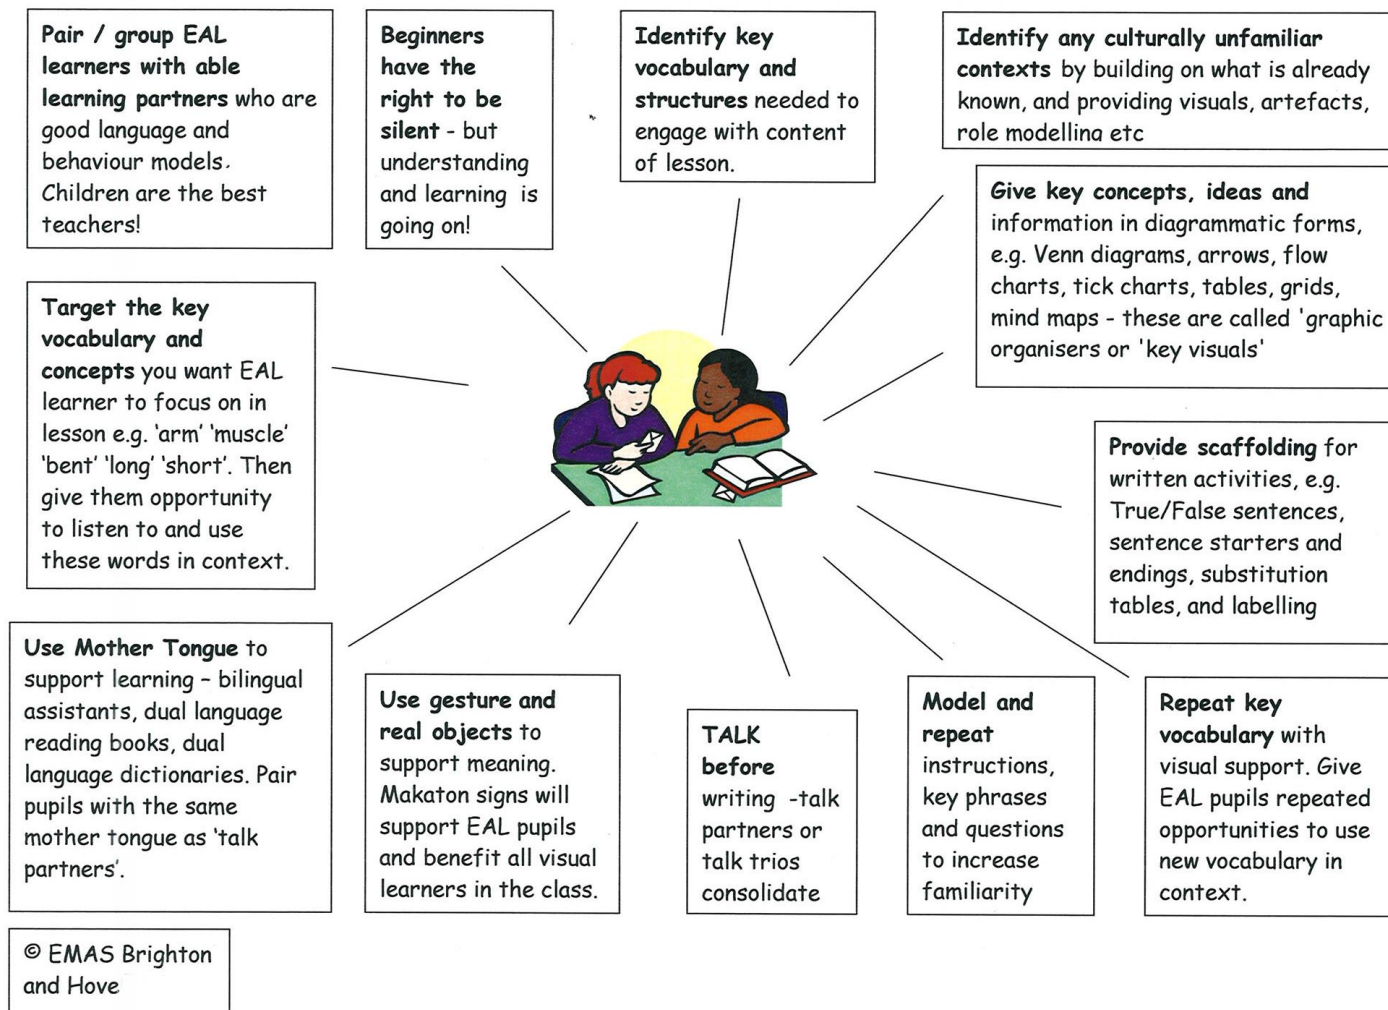 Pair / group EAL
learners with able
learning partners who are
good language and
behaviour models.
Children are the best
teachers!
Beginners
have the
right to be
silent - but
understanding
and learning is
going on!
Identify key
vocabulary and
structures needed to
engage with content
of lesson.
Identify any culturally unfamiliar
contexts by building on what is already
known, and providing visuals, artefacts,
role modelling etc
Give key concepts, ideas and
information in diagrammatic forms,
e.g. Venn diagrams, arrows, flow
charts, tick charts, tables, grids,
mind maps - these are called 'graphic
organisers or 'key visuals'
Target the key
vocabulary and
concepts you want EAL
learner to focus on in
lesson e.g. 'arm' 'muscle'
'bent' 'long' 'short'. Then
give them opportunity
to listen to and use
these words in context.
Provide scaffolding for
written activities, e.g.
True/False sentences,
sentence starters and
endings, substitution
tables, and labelling
Use Mother Tongue to
support learning – bilingual
assistants, dual language
reading books, dual
language dictionaries. Pair
pupils with the same
mother tongue as 'talk
partners'.
Use gesture and
real objects to
support meaning.
Makaton signs will
support EAL pupils
and benefit all visual
learners in the class.
TALK
before
writing -talk
partners or
talk trios
consolidate
Model and
repeat
instructions,
key phrases
and questions
to increase
familiarity
Repeat key
vocabulary with
visual support. Give
EAL pupils repeated
opportunities to use
new vocabulary in
context.
© EMAS Brighton
and Hove